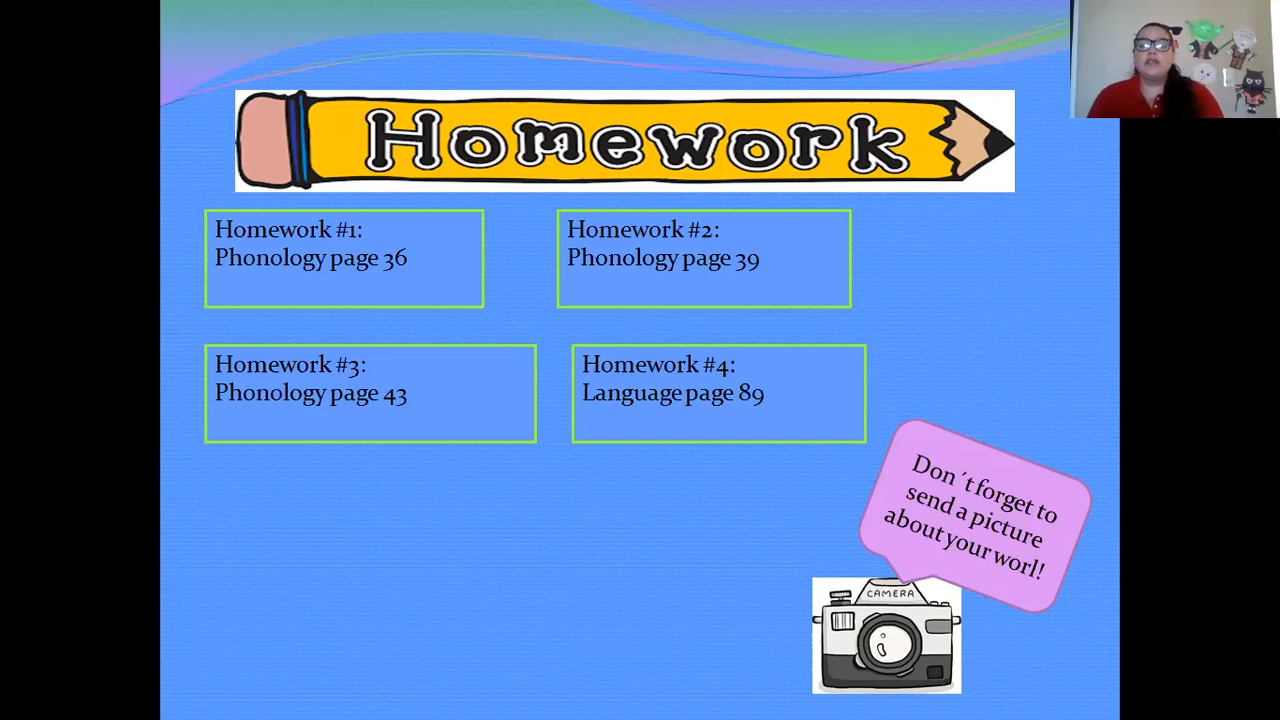 Homework
Homework #1:
Phonology page 36
Homework #2:
Phonology page 39
Homework #3:
Phonology page 43
Homework #4:
Language page 89
Don´t forget to
send a picture
about your worl!
CAMERA